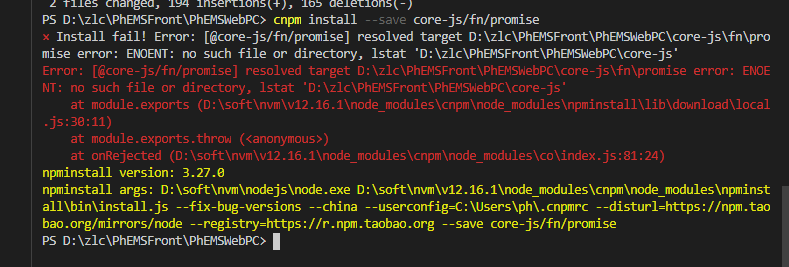 2 files changed, 194 insertions(+), 165 deletions(-)
PS D:\zlc\PhEMSFront\PhEMSWebPC> cnpm install --save core-js/fn/promise
× Install fail! Error: [@core-js/fn/promise] resolved target D:\zlc\PhEMSFront\PhEMSWebPC\core-js\fn\pro
mise error: ENOENT: no such file or directory, lstat 'D:\zlc\PhEMSFront\PhEMSWebPC\core-js'
Error: [@core-js/fn/promise] resolved target D:\zlc\PhEMSFront\PhEMSWebPC\core-js\fn\promise error: ENOE
NT: no such file or directory, lstat 'D:\zlc\PhEMSFront\PhEMSWebPC\core-js'
    at module.exports (D:\soft\nvm\v12.16.1\node_modules\cnpm\node_modules\npminstall\lib\download\local
.js:30:11)
    at module.exports.throw (<anonymous>)
    at onRejected (D:\soft\nvm\v12.16.1\node_modules\cnpm\node_modules\co\index.js:81:24)
npminstall version: 3.27.0
npminstall args: D:\soft\nvm\nodejs\node.exe D:\soft\nvm\v12.16.1\node_modules\cnpm\node_modules\npminst
all\bin\install.js --fix-bug-versions --china --userconfig=C:\Users\ph\.cnpmrc --disturl=https://npm.tao
bao.org/mirrors/node --registry=https://r.npm.taobao.org --save core-js/fn/promise
PS D:\zlc\PhEMSFront\PhEMSWebPC>